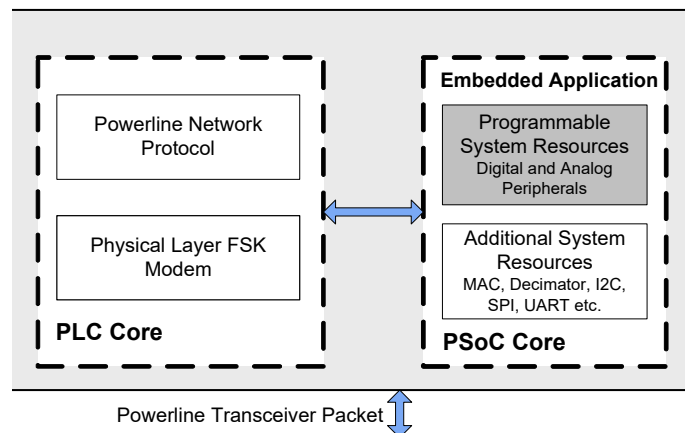 Powerline Network
Protocol
Physical Layer FSK
Modem
PLC Core
Embedded Application
Programmable
System Resources
Digital and Analog
Peripherals
Additional System
Resources
MAC, Decimator, I2C,
SPI, UART etc.
PSoC Core
Powerline Transceiver Packet